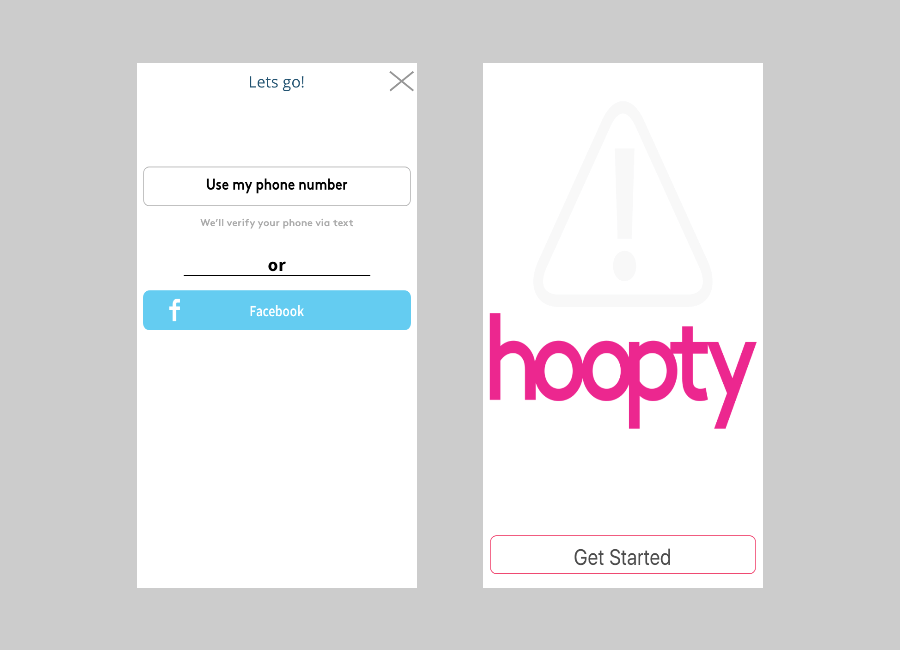 Lets go!
Use my phone number
We'll verify your phone via text
or
Facebook
!
hoopty
Get Started